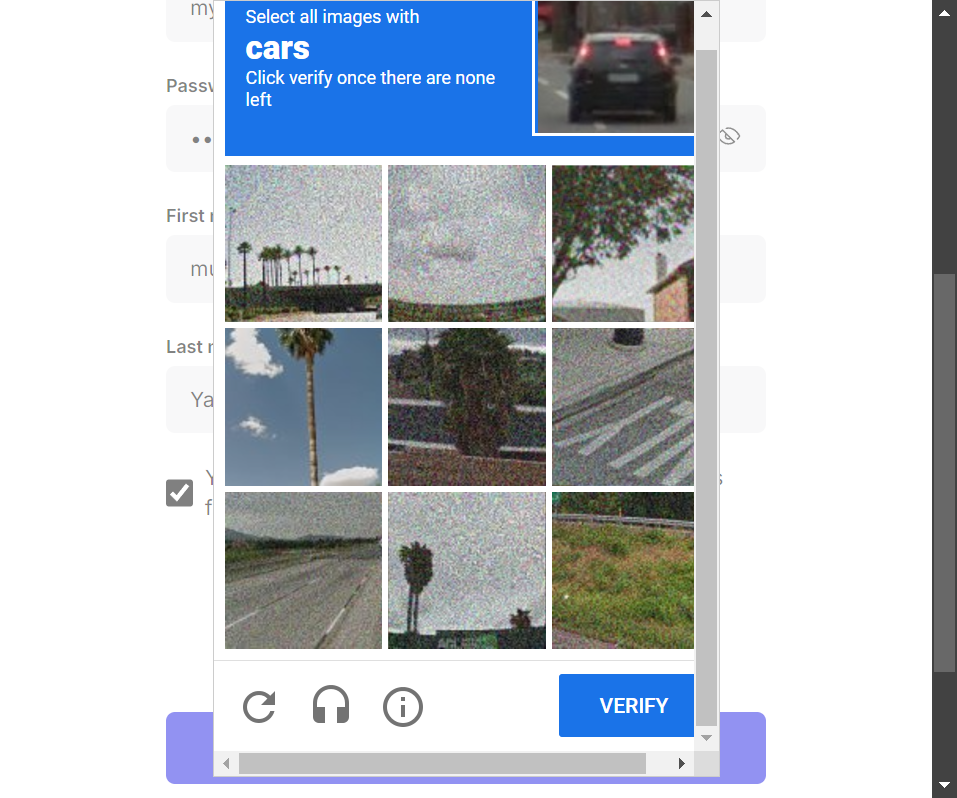 my
Select all images with
cars
Click verify once there are none
left
Passw
••
First n
mu
Last n
Ya
Y
s
f
VERIFY